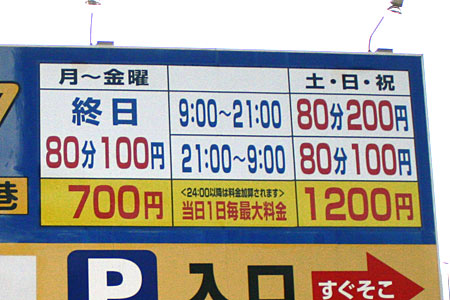 月～金曜 土・日・祝
終日 9:00～21:00 80分200円
80分100円 21:00～9:00 80分100円
<24:00以降は料金加算されます>
700円 当日1日毎最大料金 1200円
巷
P 入口 すぐそこ